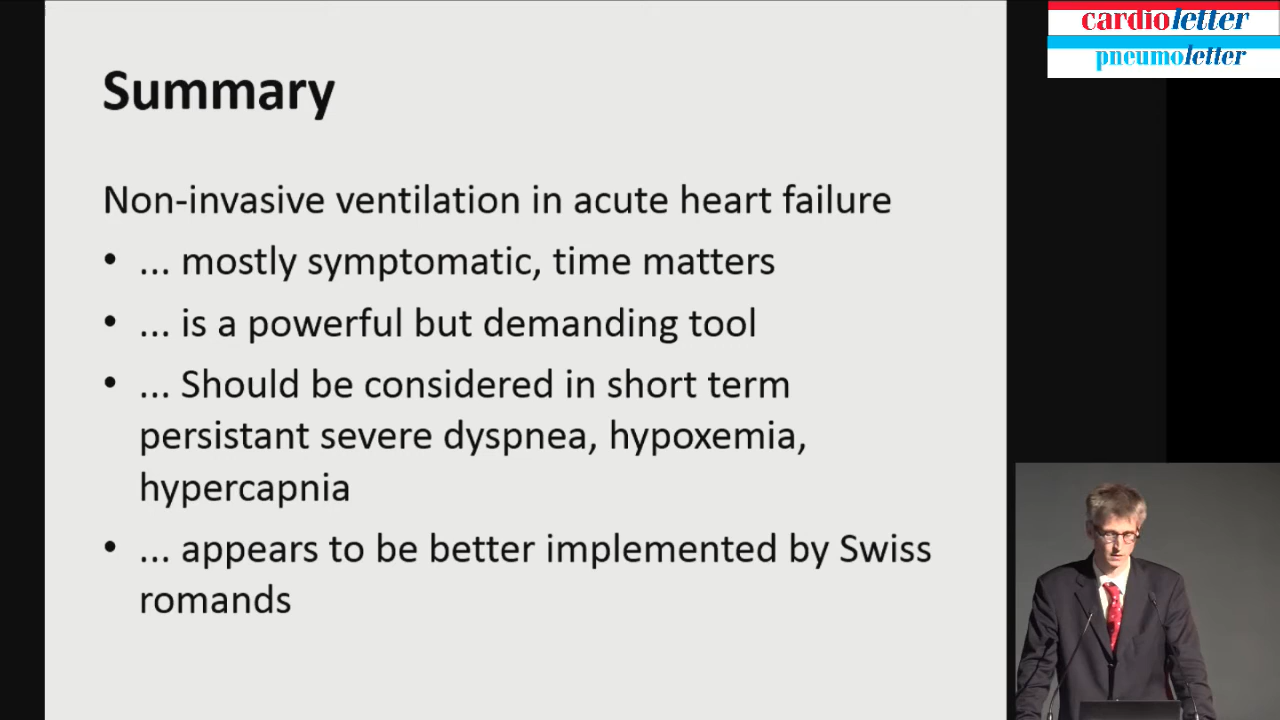 cardioletter
pneumoletter
Summary
Non-invasive ventilation in acute heart failure
• ... mostly symptomatic, time matters
• ... is a powerful but demanding tool
• ... Should be considered in short term
persistant severe dyspnea, hypoxemia,
hypercapnia
• ... appears to be better implemented by Swiss
romands